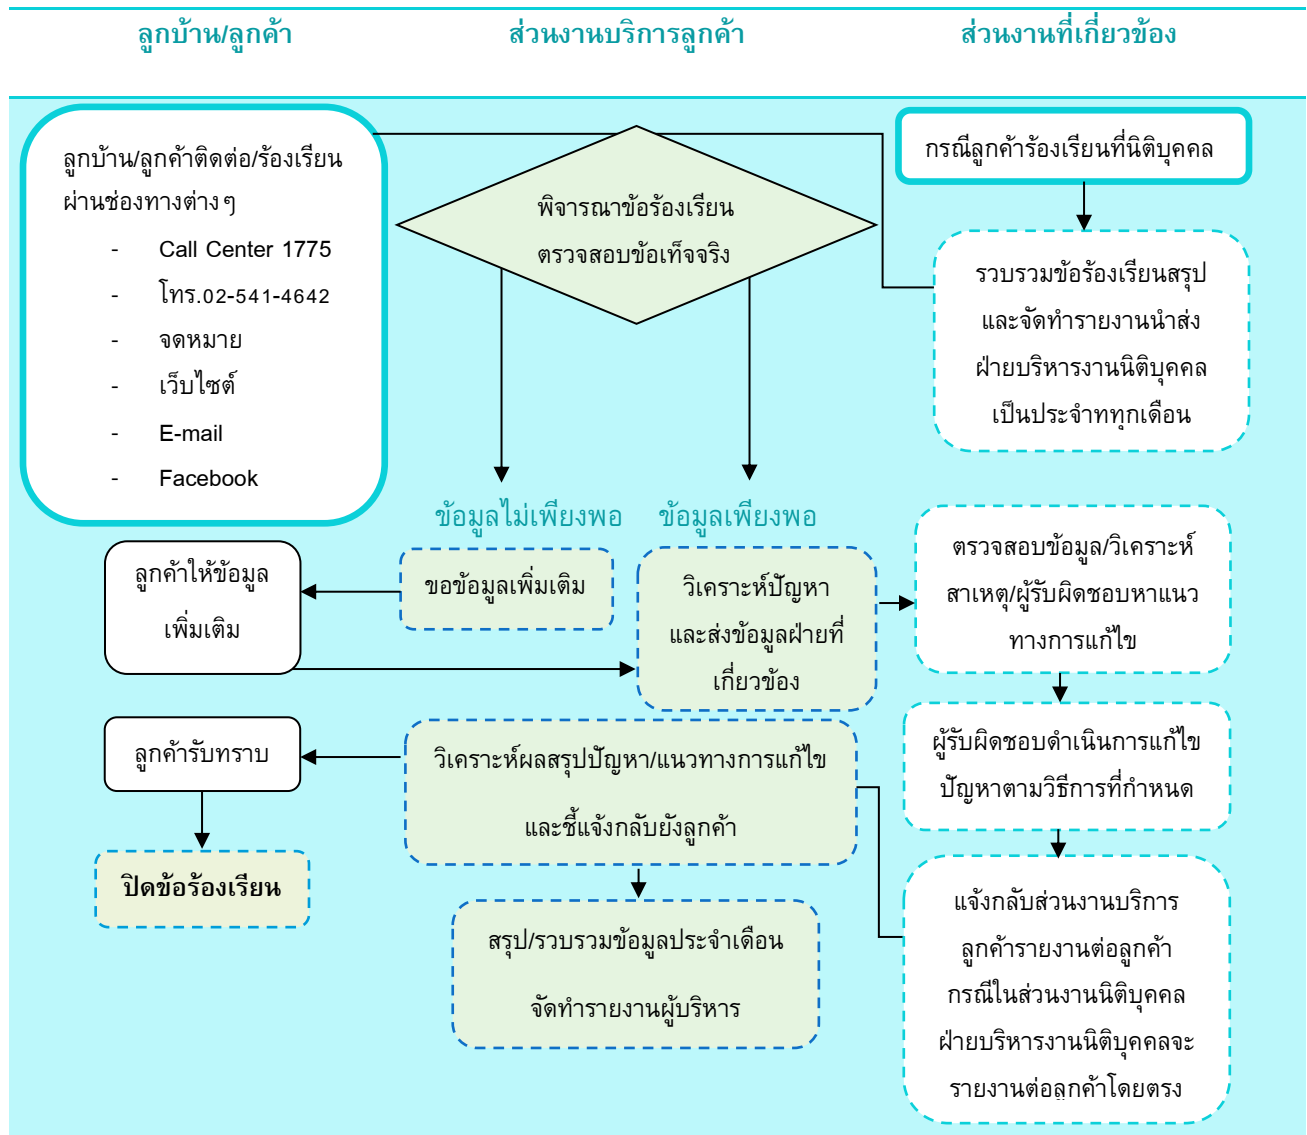 ลูกบ้าน/ลูกค้า
ส่วนงานบริการลูกค้า
ส่วนงานที่เกี่ยวข้อง
ลูกบ้าน/ลูกค้าติดต่อ/ร้องเรียน
ผ่านช่องทางต่าง ๆ
- Call Center 1775
- โทร.02-541-4642
- จดหมาย
- เว็บไซต์
- E-mail
- Facebook
พิจารณาข้อร้องเรียน
ตรวจสอบข้อเท็จจริง
กรณีลูกค้าร้องเรียนที่นิติบุคคล
รวบรวมข้อร้องเรียนสรุป
และจัดทำรายงานนำส่ง
ฝ่ายบริหารงานนิติบุคคล
เป็นประจำททุกเดือน
ข้อมูลไม่เพียงพอ
ข้อมูลเพียงพอ
ลูกค้าให้ข้อมูล
เพิ่มเติม
ขอข้อมูลเพิ่มเติม
วิเคราะห์ปัญหา
และส่งข้อมูลฝ่ายที่
เกี่ยวข้อง
ตรวจสอบข้อมูล/วิเคราะห์
สาเหตุ/ผู้รับผิดชอบหาแนว
ทางการแก้ไข
ลูกค้ารับทราบ
วิเคราะห์ผลสรุปปัญหา/แนวทางการแก้ไข
และชี้แจ้งกลับยังลูกค้า
ผู้รับผิดชอบดำเนินการแก้ไข
ปัญหาตามวิธีการที่กำหนด
ปิดข้อร้องเรียน
สรุป/รวบรวมข้อมูลประจำเดือน
จัดทำรายงานผู้บริหาร
แจ้งกลับส่วนงานบริการ
ลูกค้ารายงานต่อลูกค้า
กรณีในส่วนงานนิติบุคคล
ฝ่ายบริหารงานนิติบุคคลจะ
รายงานต่อลูกค้าโดยตรง